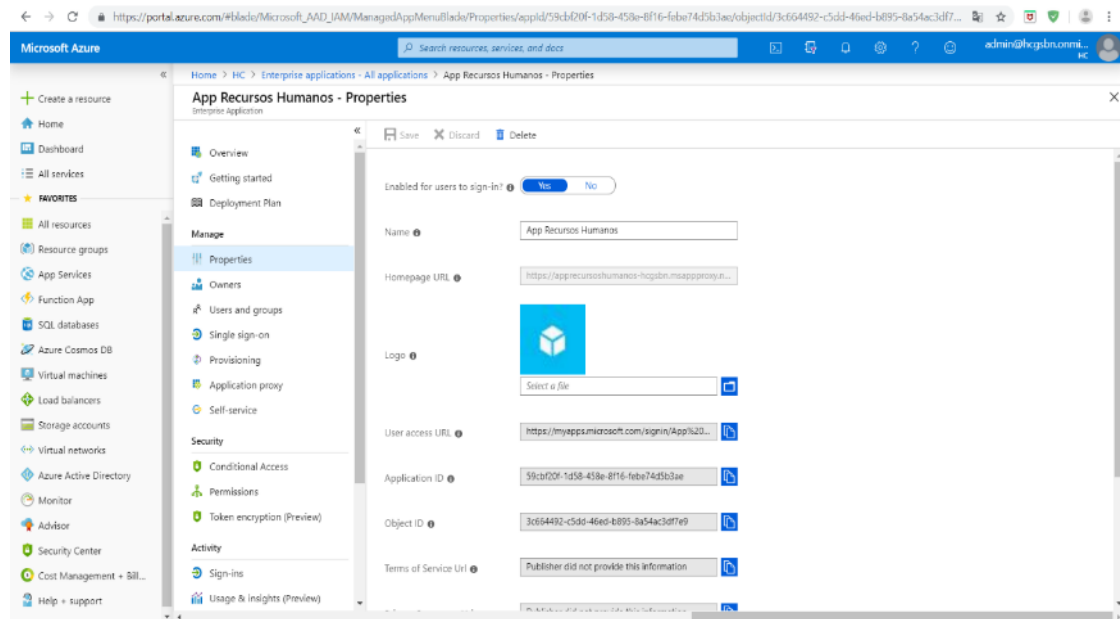 https://portal.azure.com/#blade/Microsoft_AAD_IAM/ManagedAppMenuBlade/Properties/appId/59cbf20f-1d58-458e-8f16-febe74d5b3ae/objectId/3c664492-c5dd-46ed-b895-8a54ac3df7...
Microsoft Azure
Search resources, services, and docs
admin@hcgsbn.onmi...
HC
Home > HC > Enterprise applications - All applications > App Recursos Humanos - Properties
Create a resource
Home
Dashboard
All services
FAVORITES
All resources
Resource groups
App Services
Function App
SQL databases
Azure Cosmos DB
Virtual machines
Load balancers
Storage accounts
Virtual networks
Azure Active Directory
Monitor
Advisor
Security Center
Cost Management + Bill...
Help + support
App Recursos Humanos - Properties
Enterprise Application
Overview
Getting started
Deployment Plan
Manage
Properties
Owners
Users and groups
Single sign-on
Provisioning
Application proxy
Self-service
Security
Conditional Access
Permissions
Token encryption (Preview)
Activity
Sign-ins
Usage & insights (Preview)
Save Discard Delete
Enabled for users to sign-in? Yes No
Name App Recursos Humanos
Homepage URL https://apprecursoshumanos-hcgsbn.msappproxy.n...
Logo
Select a file
User access URL https://myapps.microsoft.com/signin/App%20...
Application ID 59cbf20f-1d58-458e-8f16-febe74d5b3ae
Object ID 3c664492-c5dd-46ed-b895-8a54ac3df7e9
Terms of Service Url Publisher did not provide this information